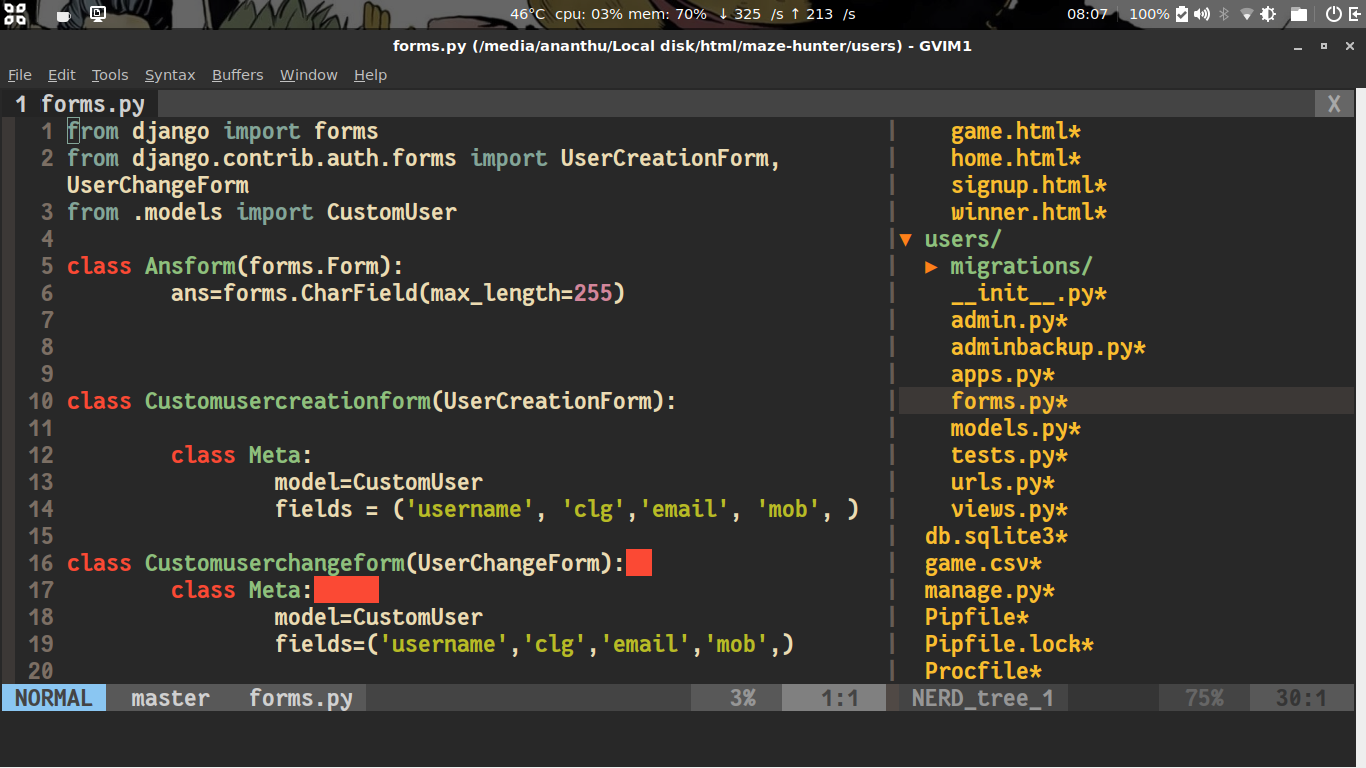 46°C cpu: 03% mem: 70% ↓ 325 /s ↑ 213 /s
08:07 100%
forms.py (/media/ananthu/Local disk/html/maze-hunter/users) - GVIM1
File Edit Tools Syntax Buffers Window Help
1 forms.py X
1 from django import forms
2 from django.contrib.auth.forms import UserCreationForm,
UserChangeForm
3 from .models import CustomUser
4
5 class Ansform(forms.Form):
6 ans=forms.CharField(max_length=255)
7
8
9
10 class Customusercreationform(UserCreationForm):
11
12 class Meta:
13 model=CustomUser
14 fields = ('username', 'clg','email', 'mob', )
15
16 class Customuserchangeform(UserChangeForm):
17 class Meta:
18 model=CustomUser
19 fields=('username','clg','email','mob',)
20
game.html*
home.html*
signup.html*
winner.html*
▼ users/
▶ migrations/
__init__.py*
admin.py*
adminbackup.py*
apps.py*
forms.py*
models.py*
tests.py*
urls.py*
views.py*
db.sqlite3*
game.csv*
manage.py*
Pipfile*
Pipfile.lock*
Procfile*
NORMAL master forms.py 3% 1:1
NERD_tree_1 75% 30:1